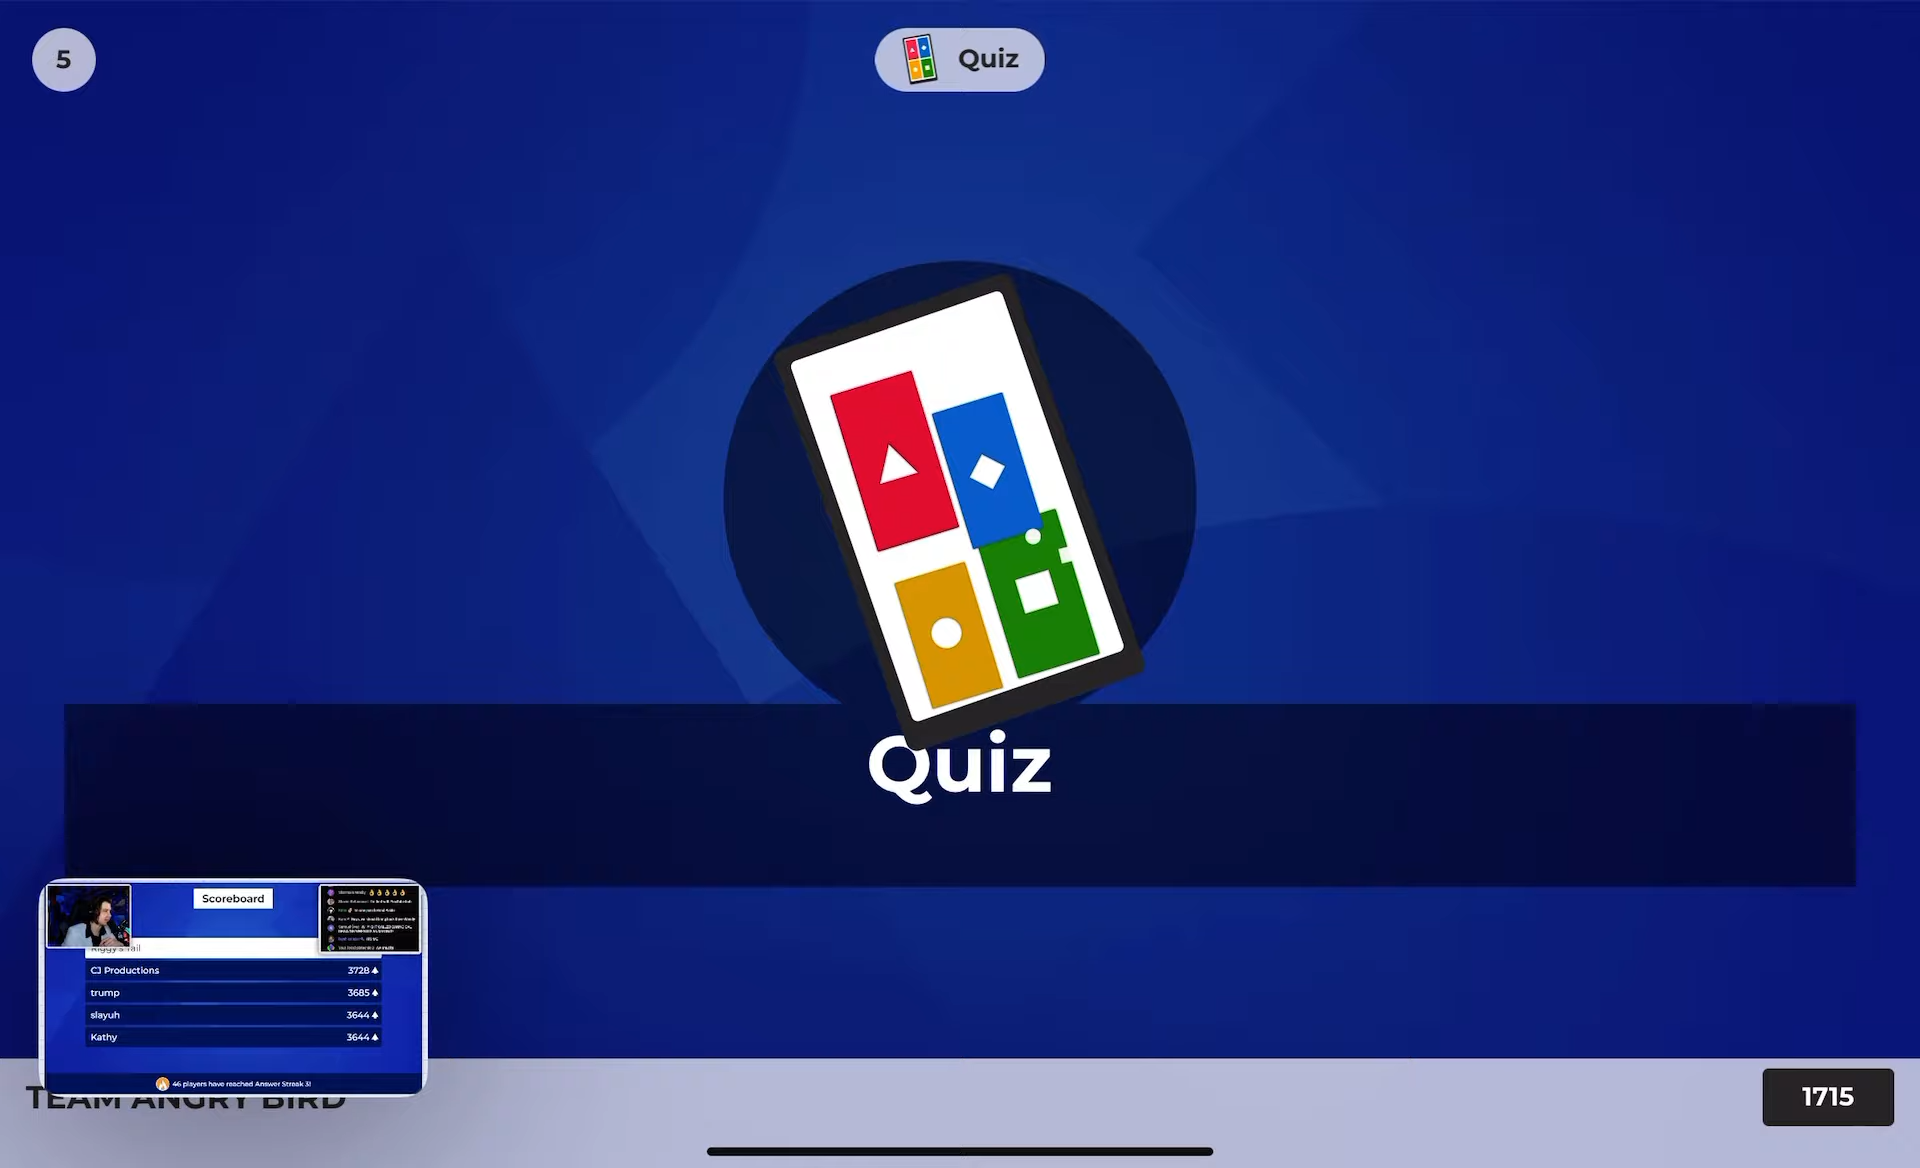 5
Quiz
Quiz
Scoreboard
CJ Productions 3728
trump 3685
slayuh 3644
Kathy 3644
46 players have reached Answer Streak 3!
TEAM ANGRY BIRD
1715